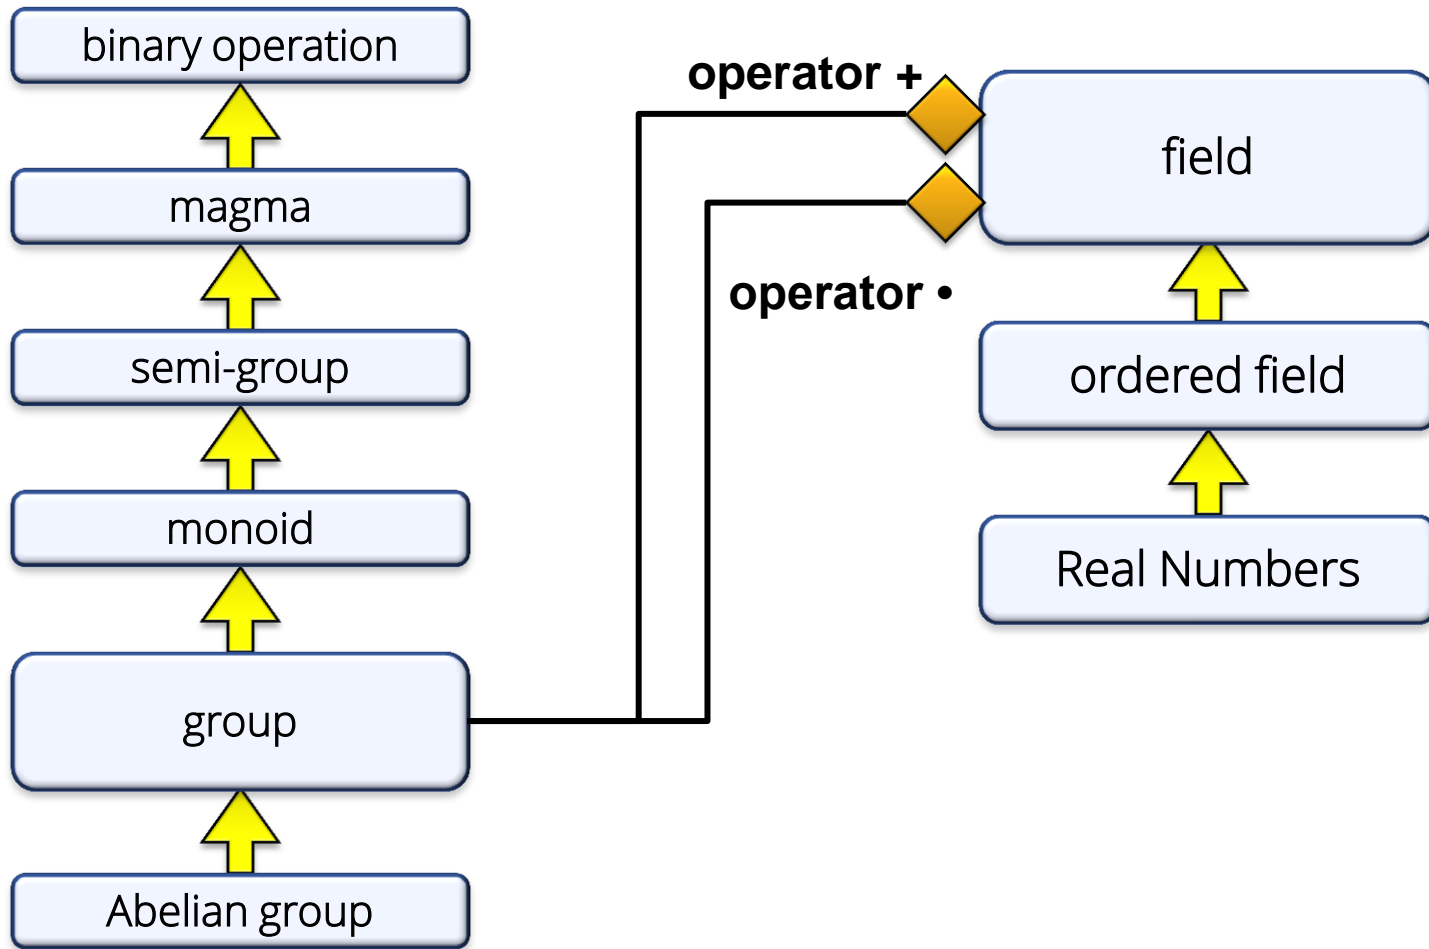 binary operation
magma
semi-group
monoid
group
Abelian group
operator +
operator •
field
ordered field
Real Numbers